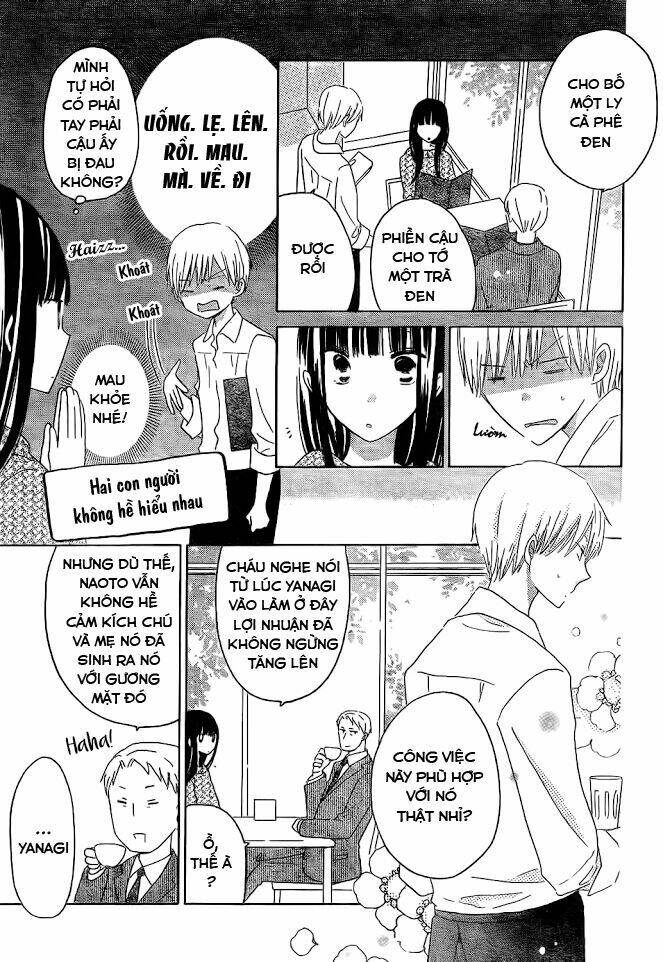 CHO BỐ
MỘT LY
CÀ PHÊ
ĐEN
PHIỀN CẬU
CHO TỚ
MỘT TRÀ
ĐEN
ĐƯỢC
RỒI
Lườm
UỐNG. LẸ. LÊN.
RỒI. MAU.
MÀ. VỀ. ĐI
MÌNH
TỰ HỎI
CÓ PHẢI
TAY PHẢI
CẬU ẤY
BỊ ĐAU
KHÔNG?
Haizz...
Khoát
Khoát
MAU
KHỎE
NHÉ!
Hai con người
không hề hiểu nhau
CÔNG VIỆC
NÀY PHÙ HỢP
VỚI NÓ
THẬT NHỈ?
CHÁU NGHE NÓI
TỪ LÚC YANAGI
VÀO LÀM Ở ĐÂY
LỢI NHUẬN ĐÃ
KHÔNG NGỪNG
TĂNG LÊN
Ồ,
THẾ À
?
NHƯNG DÙ THẾ,
NAOTO VẪN
KHÔNG HỀ
CẢM KÍCH CHÚ
VÀ MẸ NÓ ĐÃ
SINH RA NÓ
VỚI GƯƠNG
MẶT ĐÓ
Haha!
...
YANAGI